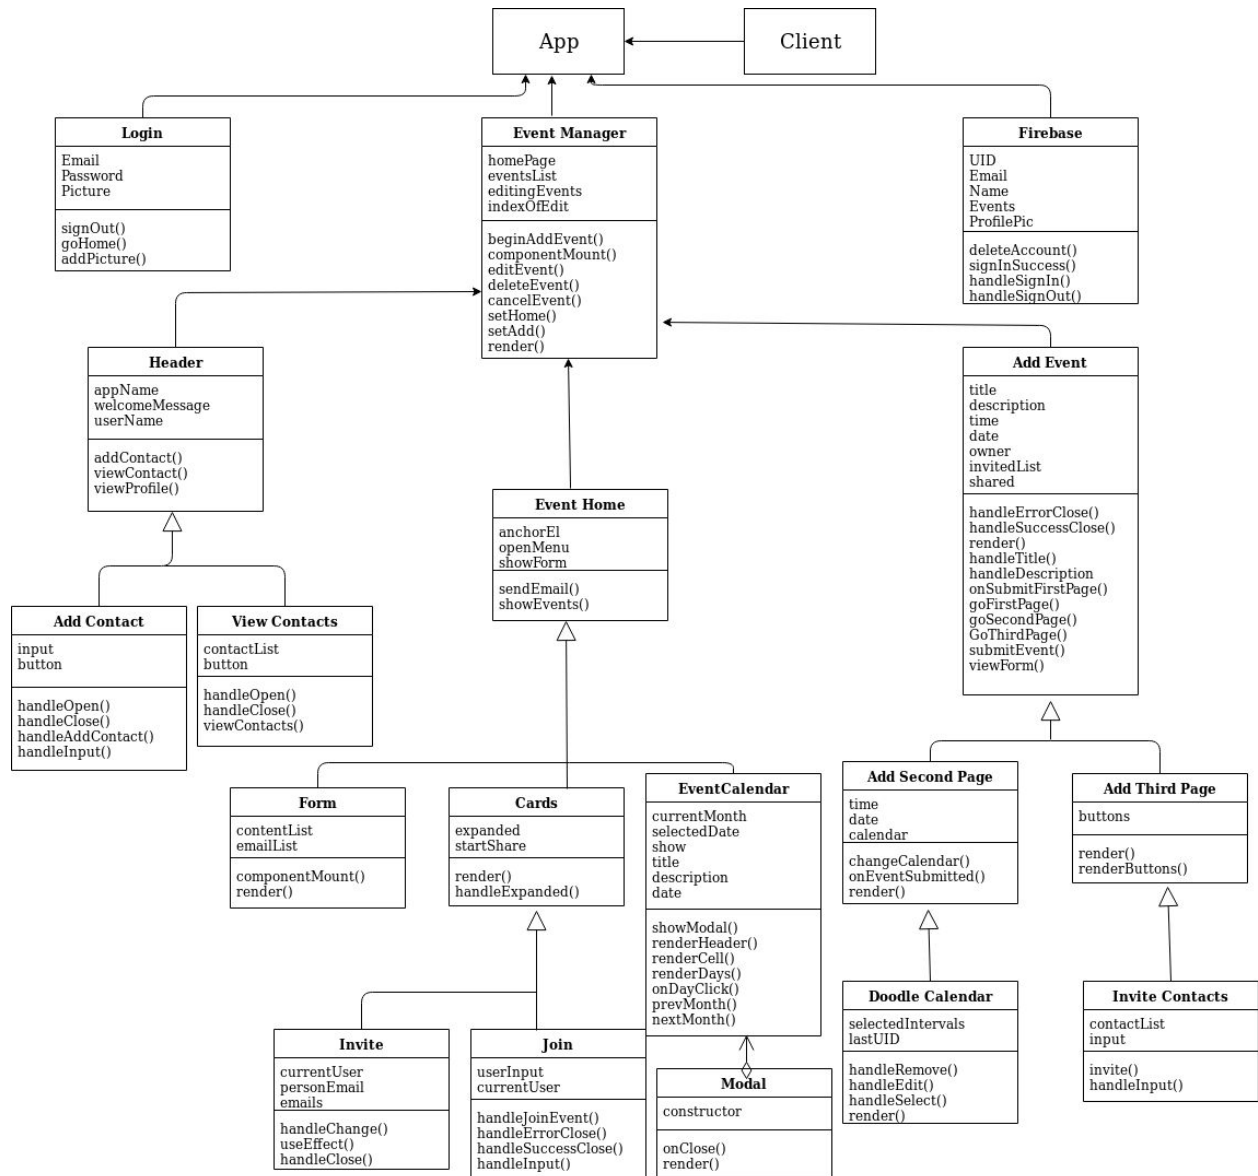 App
Client
Login
Email
Password
Picture
signOut()
goHome()
addPicture()
Event Manager
homePage
eventsList
editingEvents
indexOfEdit
beginAddEvent()
componentMount()
editEvent()
deleteEvent()
cancelEvent()
setHome()
setAdd()
render()
Firebase
UID
Email
Name
Events
ProfilePic
deleteAccount()
signInSuccess()
handleSignIn()
handleSignOut()
Header
appName
welcomeMessage
userName
addContact()
viewContact()
viewProfile()
Event Home
anchorEl
openMenu
showForm
sendEmail()
showEvents()
Add Event
title
description
time
date
owner
invitedList
shared
handleErrorClose()
handleSuccessClose()
render()
handleTitle()
handleDescription
onSubmitFirstPage()
goFirstPage()
goSecondPage()
GoThirdPage()
submitEvent()
viewForm()
Add Contact
input
button
handleOpen()
handleClose()
handleAddContact()
handleInput()
View Contacts
contactList
button
handleOpen()
handleClose()
viewContacts()
Form
contentList
emailList
componentMount()
render()
Cards
expanded
startShare
render()
handleExpanded()
EventCalendar
currentMonth
selectedDate
show
title
description
date
showModal()
renderHeader()
renderCell()
renderDays()
onDayClick()
prevMonth()
nextMonth()
Add Second Page
time
date
calendar
changeCalendar()
onEventSubmitted()
render()
Add Third Page
buttons
render()
renderButtons()
Invite
currentUser
personEmail
emails
handleChange()
useEffect()
handleClose()
Join
userInput
currentUser
handleJoinEvent()
handleErrorClose()
handleSuccessClose()
handleInput()
Modal
constructor
onClose()
render()
Doodle Calendar
selectedIntervals
lastUID
handleRemove()
handleEdit()
handleSelect()
render()
Invite Contacts
contactList
input
invite()
handleInput()